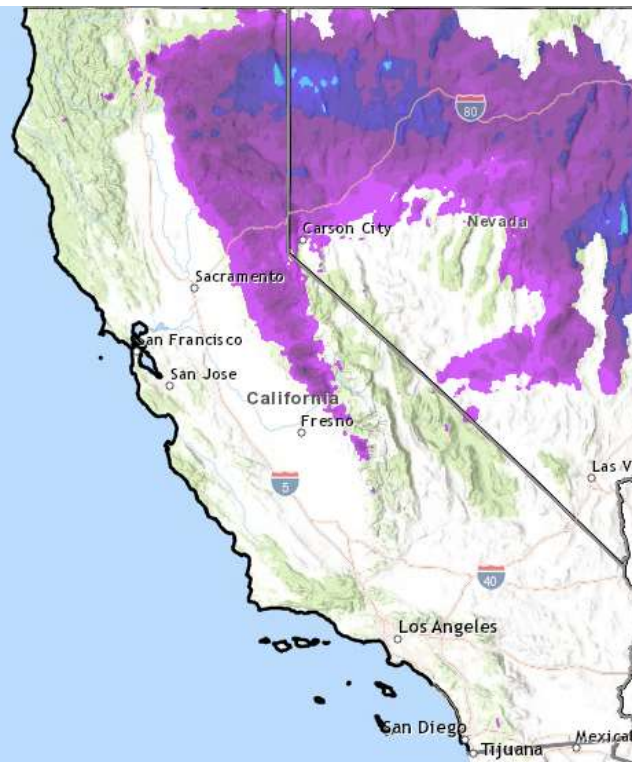 80
Carson City
Nevada
Sacramento
San Francisco
San Jose
California
Fresno
Las V
5
40
Los Angeles
San Diego
Tijuana
Mexical